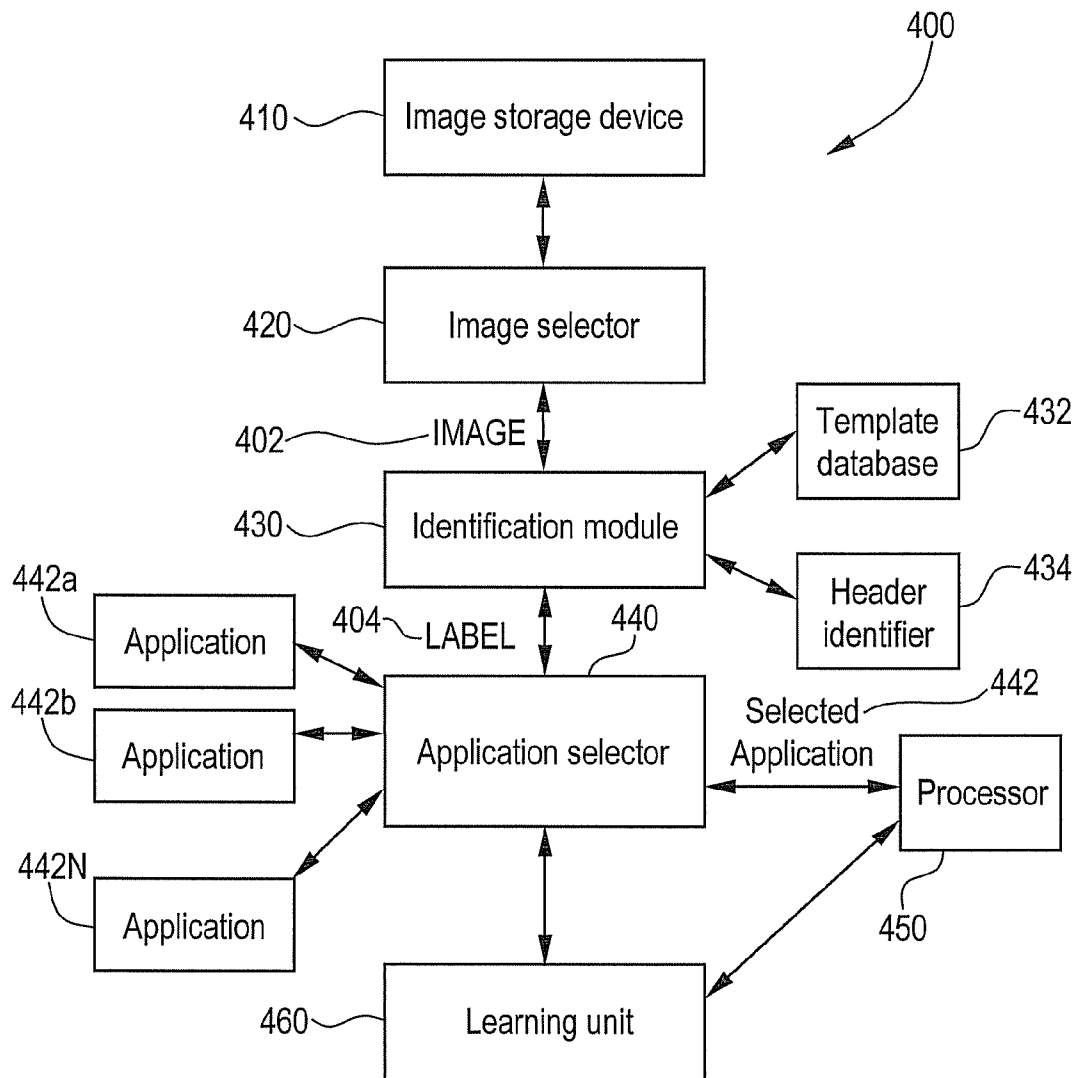 400
410
Image storage device
420
Image selector
402
IMAGE
432
Template
database
430
Identification module
434
Header
identifier
442a
Application
404
LABEL
440
442b
Application
Application selector
442
Selected
Application
Processor
450
442N
Application
460
Learning unit